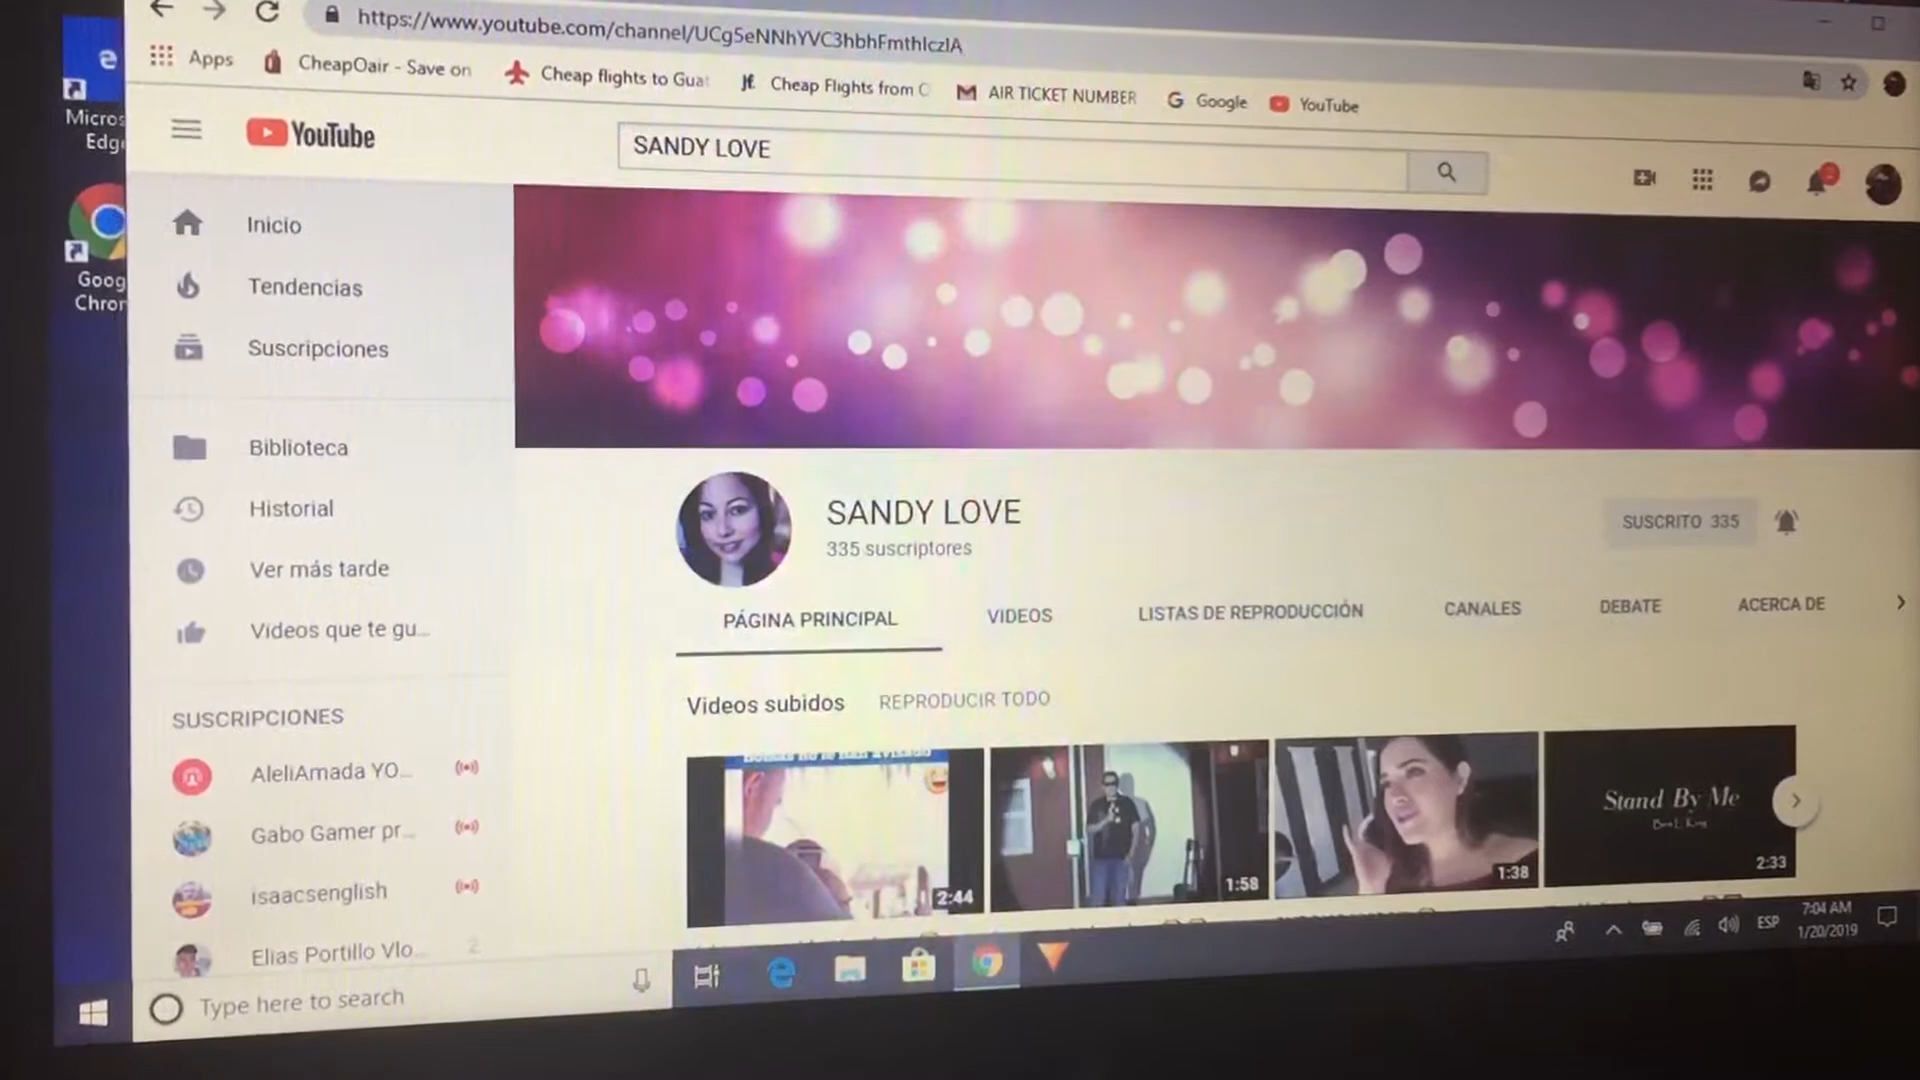 https://www.youtube.com/channel/UCg5eNNhYVC3hbhFmthIczIA
Apps
CheapOair - Save on
Cheap flights to Gua
Cheap Flights from
AIR TICKET NUMBER
Google
YouTube
Micros
Edg
YouTube
SANDY LOVE
Goog
Chror
Inicio
Tendencias
Suscripciones
Biblioteca
Historial
Ver más tarde
Videos que te gu...
SUSCRIPCIONES
AleliAmada YO...
Gabo Gamer pr...
isaacsenglish
Elias Portillo Vlo...
2
SANDY LOVE
335 suscriptores
SUSCRITO 335
PÁGINA PRINCIPAL
VIDEOS
LISTAS DE REPRODUCCIÓN
CANALES
DEBATE
ACERCA DE
Videos subidos
REPRODUCIR TODO
2:44
1:58
1:38
Stand By Me
2:33
Type here to search
ESP
7:04 AM
1/20/2019